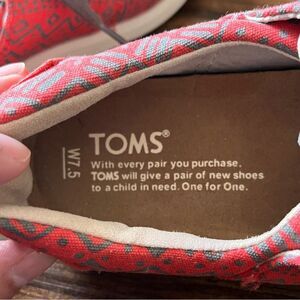 W7.5
TOMS®
With every pair you purchase,
TOMS will give a pair of new shoes
to a child in need. One for One.